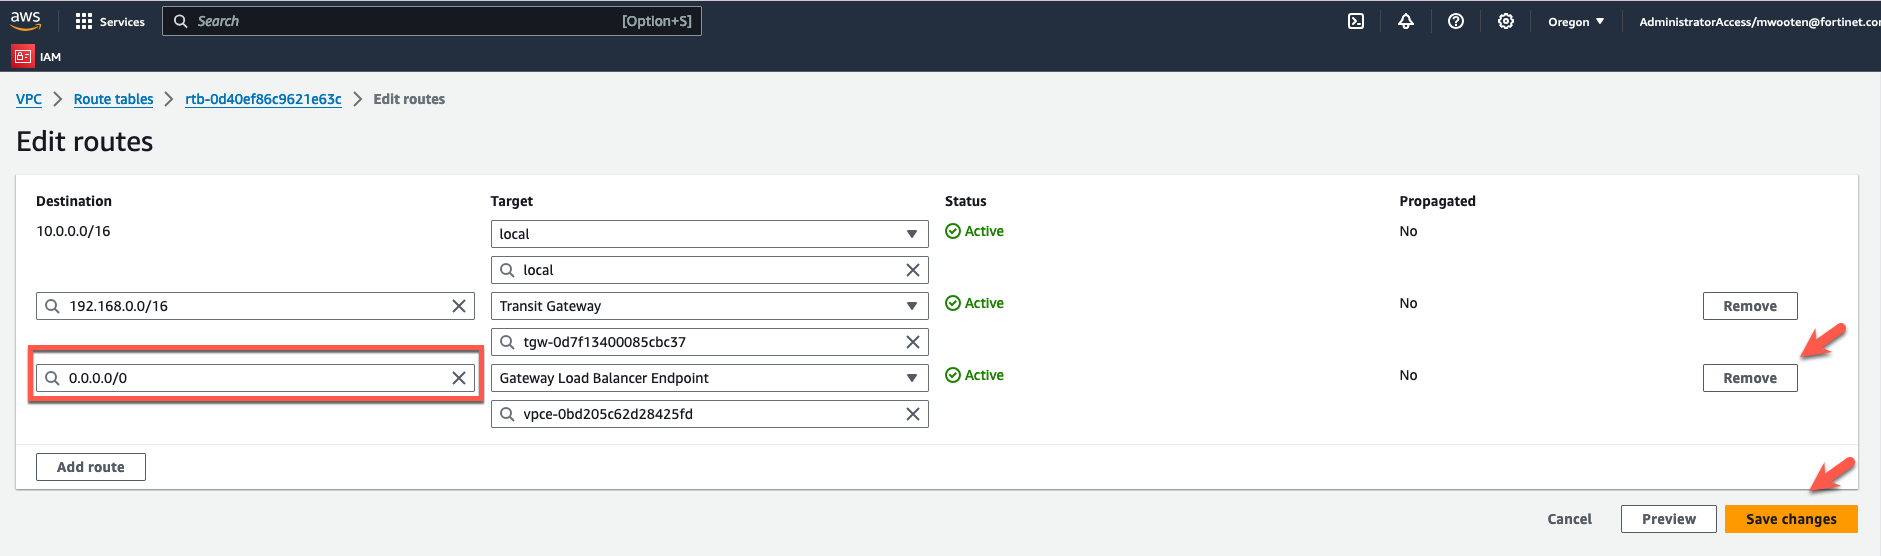 aws
Services
Search [Option+S]
Oregon
AdministratorAccess/mwooten@fortinet.co
IAM
VPC > Route tables > rtb-0d40ef86c9621e63c > Edit routes
Edit routes
Destination Target Status Propagated
10.0.0.0/16 local Active No
local
192.168.0.0/16 Transit Gateway Active No Remove
tgw-0d7f13400085cbc37
0.0.0.0/0 Gateway Load Balancer Endpoint Active No Remove
vpce-0bd205c62d28425fd
Add route
Cancel Preview Save changes